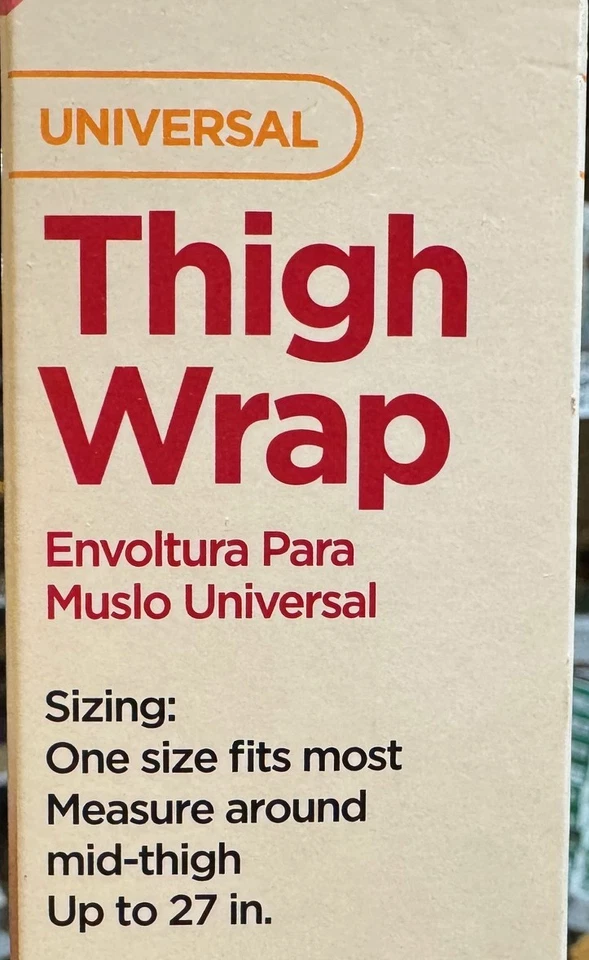 UNIVERSAL
Thigh
Wrap
Envoltura Para
Muslo Universal
Sizing:
One size fits most
Measure around
mid-thigh
Up to 27 in.